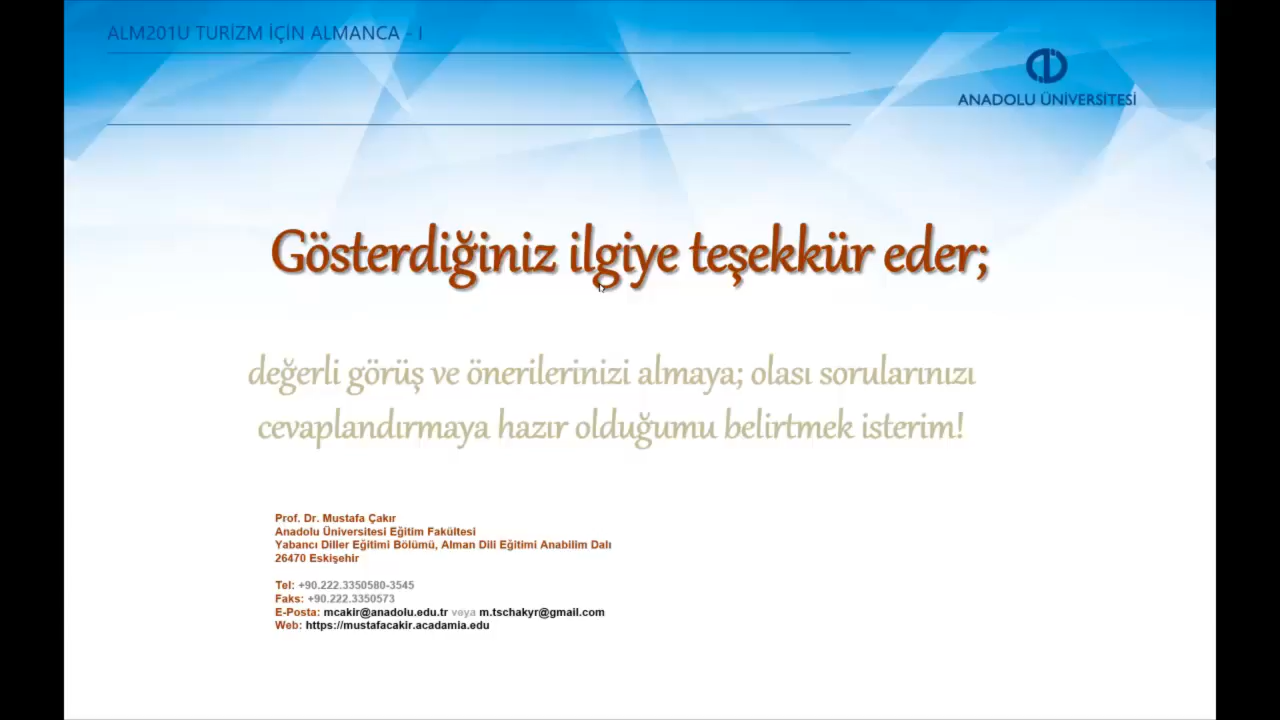 ALM201U TURİZM İÇİN ALMANCA - I
ANADOLU ÜNİVERSİTESİ
Gösterdiğiniz ilgiye teşekkür eder;
değerli görüş ve önerilerinizi almaya; olası sorularınızı
cevaplandırmaya hazır olduğumu belirtmek isterim!
Prof. Dr. Mustafa Çakır
Anadolu Üniversitesi Eğitim Fakültesi
Yabancı Diller Eğitimi Bölümü, Alman Dili Eğitimi Anabilim Dalı
26470 Eskişehir
Tel: +90.222.3350580-3545
Faks: +90.222.3350573
E-Posta: mcakir@anadolu.edu.tr veya m.tschakyr@gmail.com
Web: https://mustafacakir.acadamia.edu